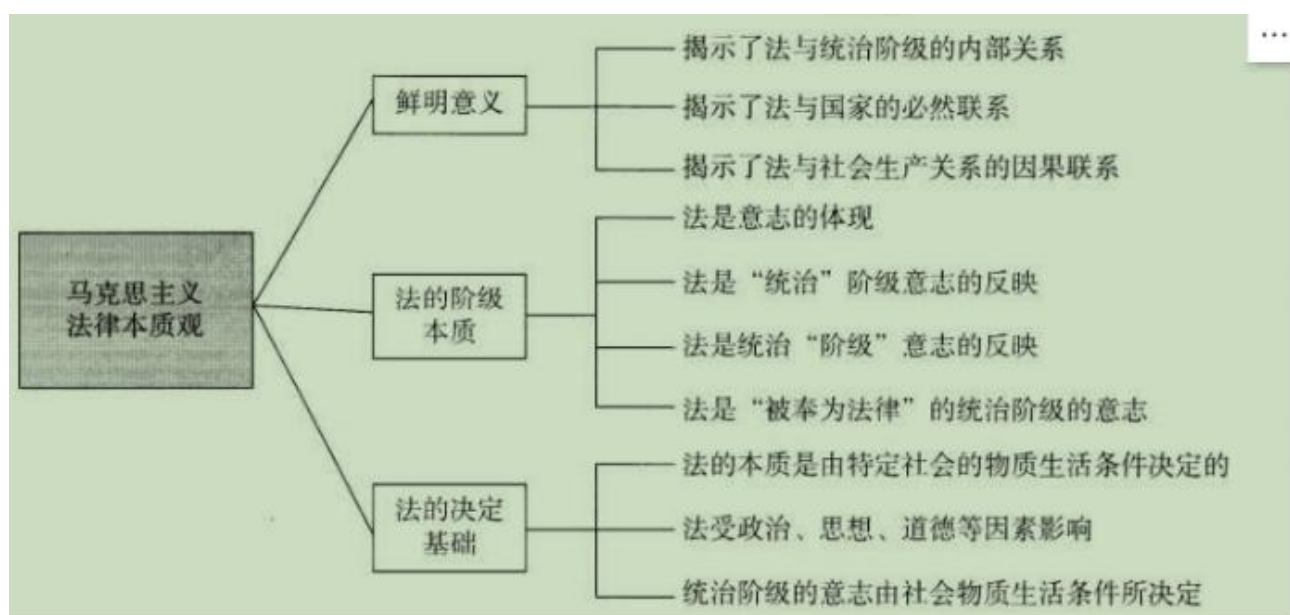 揭示了法与统治阶级的内部关系
鲜明意义
揭示了法与国家的必然联系
揭示了法与社会生产关系的因果联系
法是意志的体现
马克思主义
法律本质观
法的阶级
本质
法是“统治”阶级意志的反映
法是统治“阶级”意志的反映
法是“被奉为法律”的统治阶级的意志
法的决定
基础
法的本质是由特定社会的物质生活条件决定的
法受政治、思想、道德等因素影响
统治阶级的意志由社会物质生活条件所决定